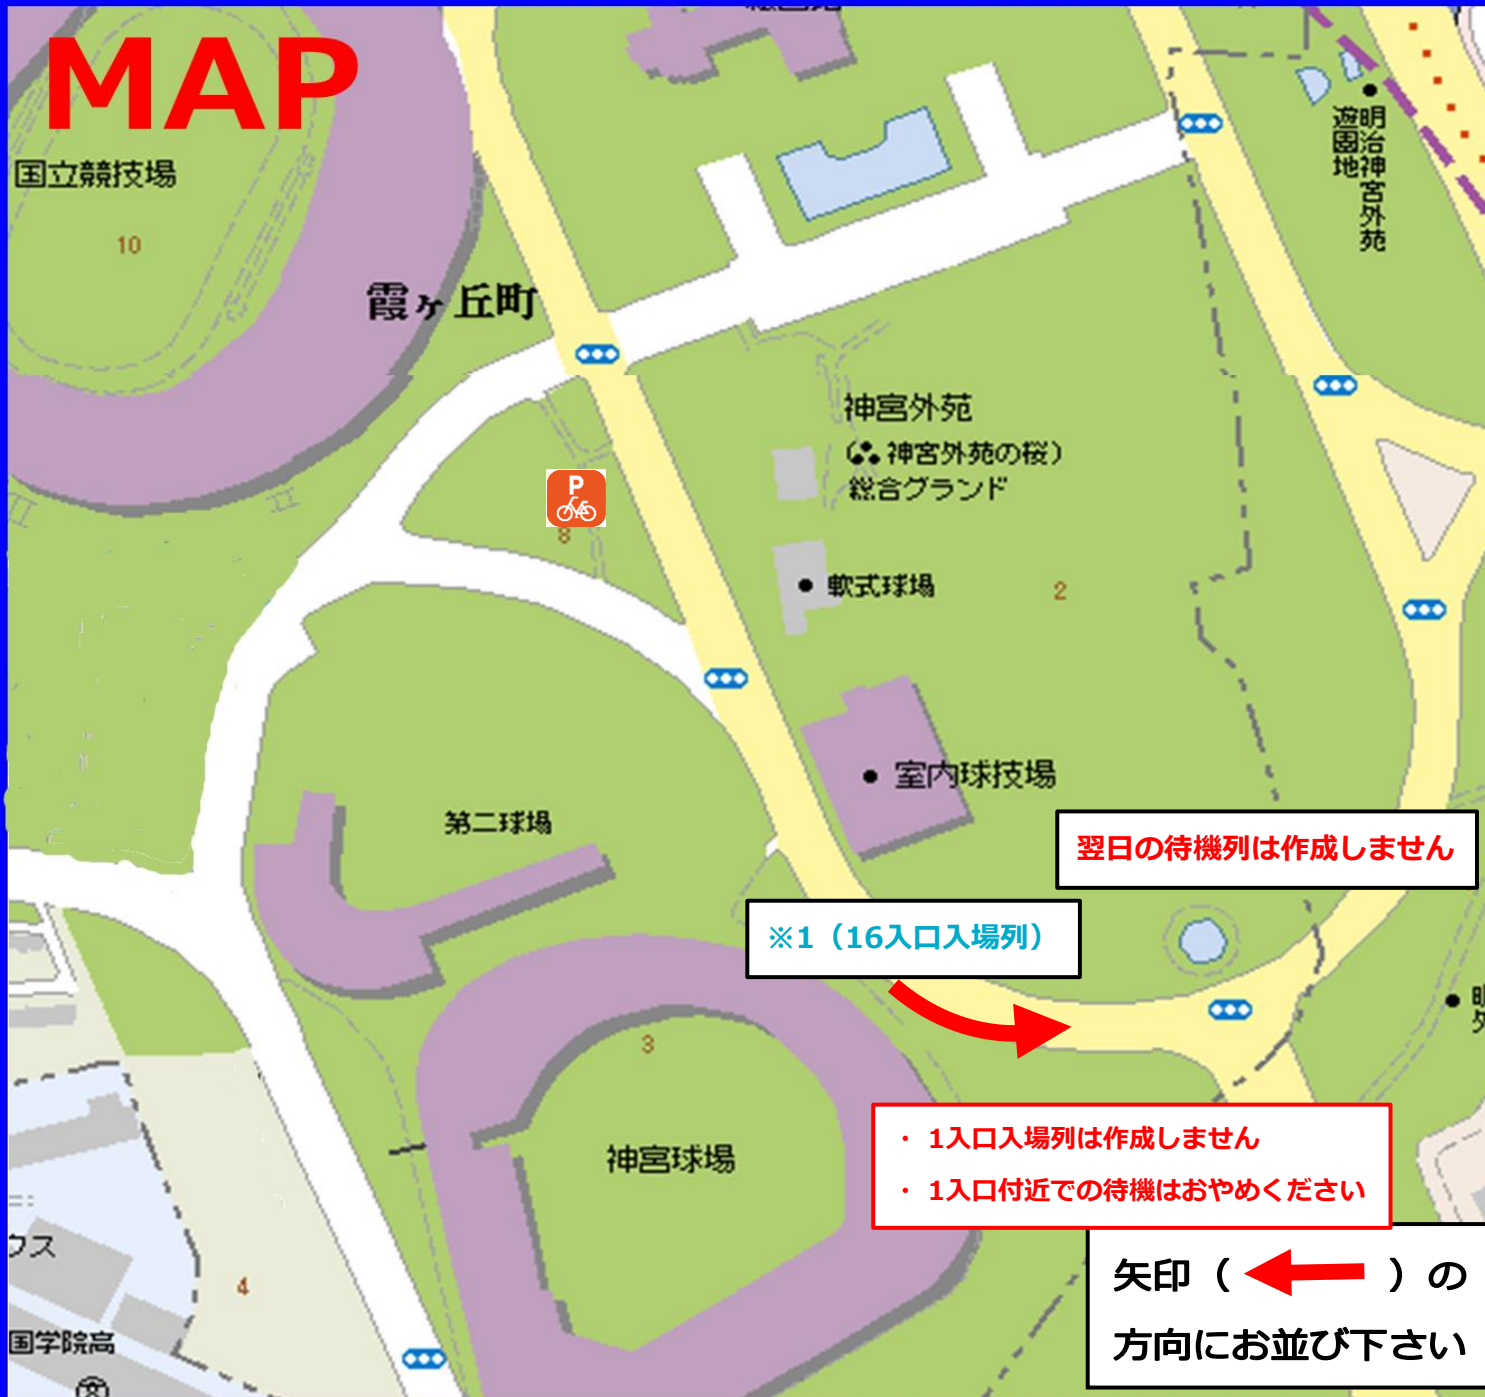 MAP
国立競技場
10
霞ヶ丘町
明治神宮外苑
遊園地
神宮外苑
(神宮外苑の桜)
総合グランド
P
8
軟式球場
2
室内球技場
第二球場
翌日の待機列は作成しません
※1（16入口入場列）
3
神宮球場
・ 1入口入場列は作成しません
・ 1入口付近での待機はおやめください
矢印（ ）の
方向にお並び下さい
ウス
4
国学院高